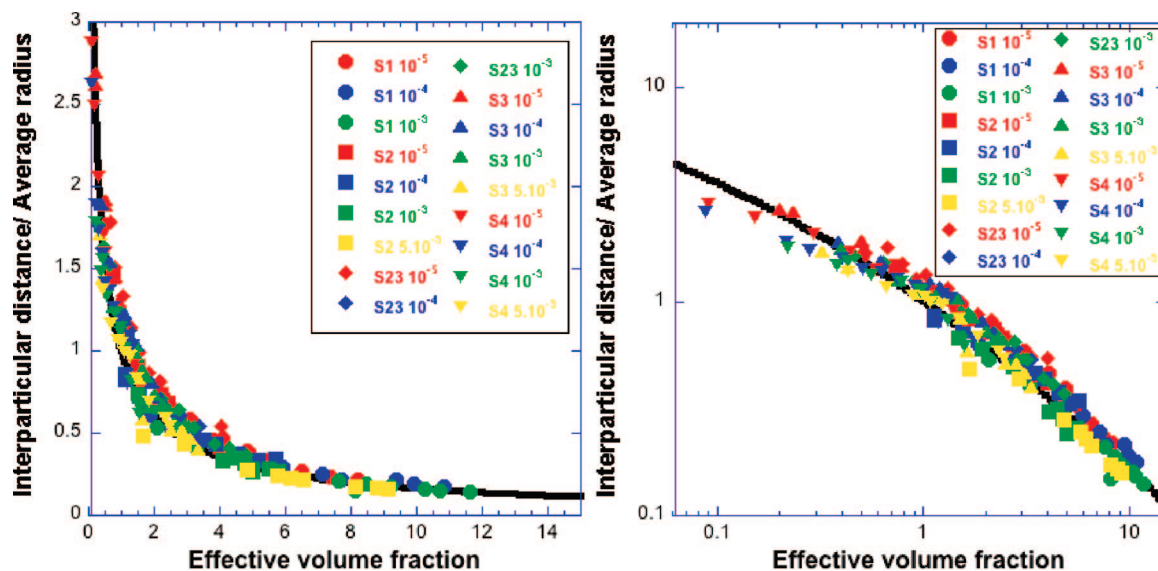 Interparticular distance/ Average radius
3
2.5
2
1.5
1
0.5
0
0 2 4 6 8 10 12 14
Effective volume fraction
S1 10⁻⁵
S1 10⁻⁴
S1 10⁻³
S2 10⁻⁵
S2 10⁻⁴
S2 10⁻³
S2 5.10⁻³
S23 10⁻⁵
S23 10⁻⁴
S23 10⁻³
S3 10⁻⁵
S3 10⁻⁴
S3 10⁻³
S3 5.10⁻³
S4 10⁻⁵
S4 10⁻⁴
S4 10⁻³
S4 5.10⁻³
Interparticular distance/ Average radius
10
1
0.1
0.1 1 10
Effective volume fraction
S1 10⁻⁵
S1 10⁻⁴
S1 10⁻³
S2 10⁻⁵
S2 10⁻⁴
S2 10⁻³
S2 5.10⁻³
S23 10⁻⁵
S23 10⁻⁴
S23 10⁻³
S3 10⁻⁵
S3 10⁻⁴
S3 10⁻³
S3 5.10⁻³
S4 10⁻⁵
S4 10⁻⁴
S4 10⁻³
S4 5.10⁻³